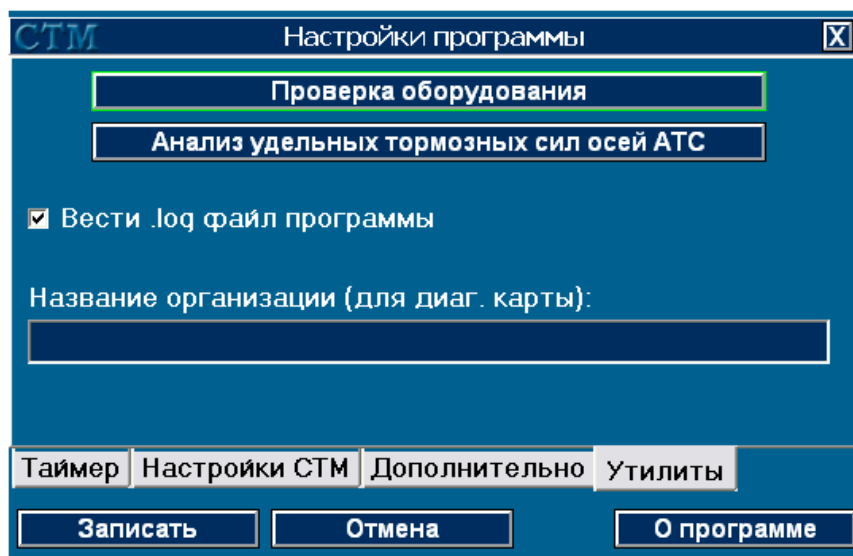 СТМ Настройки программы X
Проверка оборудования
Анализ удельных тормозных сил осей АТС
Вести .log файл программы
Название организации (для диаг. карты):
Таймер Настройки СТМ Дополнительно Утилиты
Записать Отмена О программе